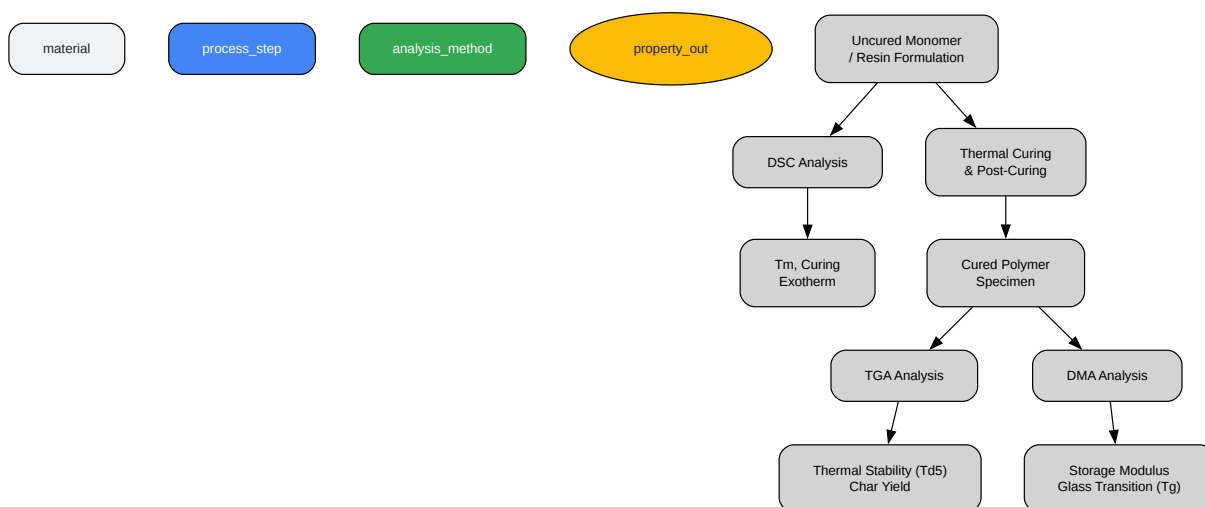 material
process_step
analysis_method
property_out
Uncured Monomer
/ Resin Formulation
DSC Analysis
Thermal Curing
& Post-Curing
Tm, Curing
Exotherm
Cured Polymer
Specimen
TGA Analysis
DMA Analysis
Thermal Stability (Td5)
Char Yield
Storage Modulus
Glass Transition (Tg)